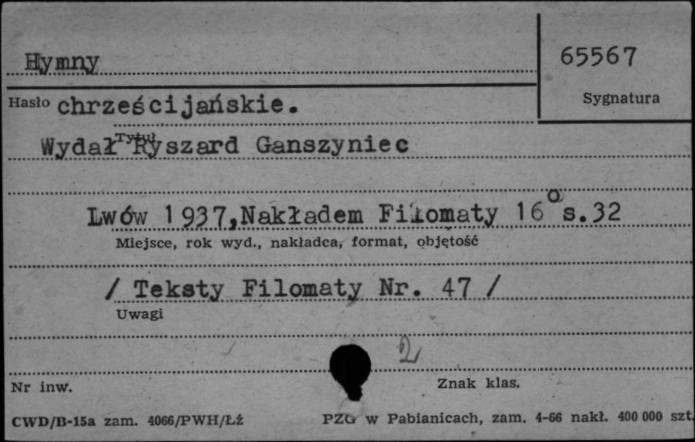 Hymny
65567
Sygnatura
Hasło chrześcijańskie.
Tytuł
Wydał Ryszard Ganszyniec
Lwów 1937,Nakładem Filomaty 16° s.32
Miejsce, rok wyd., nakładca, format, objętość
/ Teksty Filomaty Nr. 47 /
Uwagi
2
Nr inw.
Znak klas.
CWD/B-15a zam. 4066/PWH/Łź
PZG w Pabianicach, zam. 4-66 nakł. 400 000 szt.